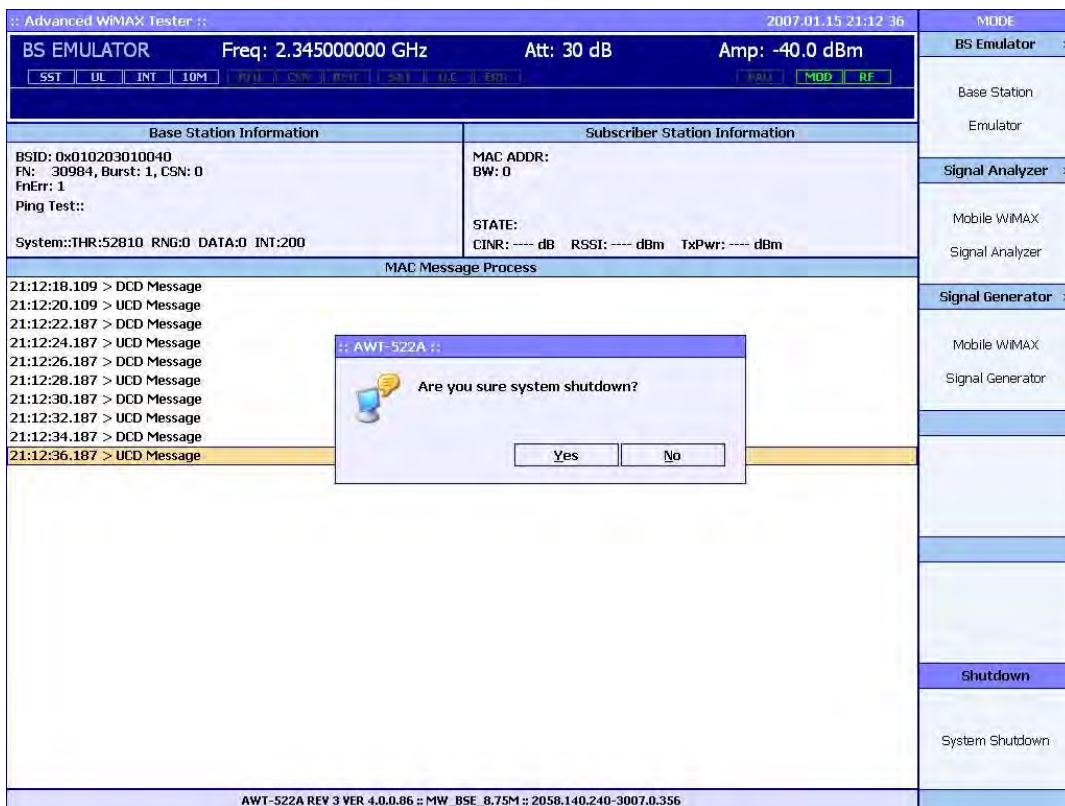 :: Advanced WiMAX Tester ::
2007.01.15 21:12 36
BS EMULATOR
Freq: 2.345000000 GHz
Att: 30 dB
Amp: -40.0 dBm
SST UL INT 10M
MOD RF
Base Station Information
BSID: 0x010203010040
FN: 30984, Burst: 1, CSN: 0
FnErr: 1
Ping Test::
System::THR:52810 RNG:0 DATA:0 INT:200
Subscriber Station Information
MAC ADDR:
BW: 0
STATE:
CINR: ---- dB RSSI: ---- dBm TxPwr: ---- dBm
MAC Message Process
21:12:18.109 > DCD Message
21:12:20.109 > UCD Message
21:12:22.187 > DCD Message
21:12:24.187 > UCD Message
21:12:26.187 > DCD Message
21:12:28.187 > UCD Message
21:12:30.187 > DCD Message
21:12:32.187 > UCD Message
21:12:34.187 > DCD Message
21:12:36.187 > UCD Message
:: AWT-522A ::
Are you sure system shutdown?
Yes
No
AWT-522A REV 3 VER 4.0.0.86 :: MW_BSE_8.75M :: 2058.140.240-3007.0.356
MODE
BS Emulator
Base Station
Emulator
Signal Analyzer
Mobile WiMAX
Signal Analyzer
Signal Generator
Mobile WiMAX
Signal Generator
Shutdown
System Shutdown